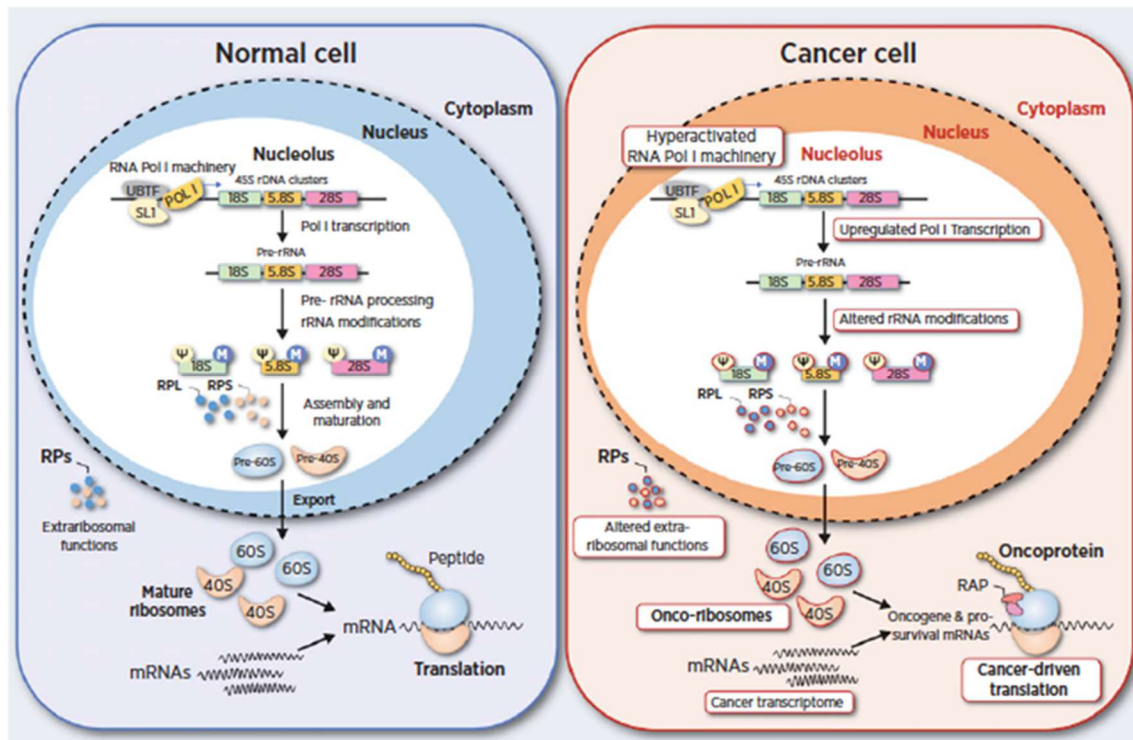 Normal cell
Cytoplasm
Nucleus
Nucleolus
RNA Pol I machinery
45S rDNA clusters
UBTF
POL I
SL1
18S
5.8S
28S
Pol I transcription
Pre-rRNA
18S
5.8S
28S
Pre- rRNA processing
rRNA modifications
Ψ
M
Ψ
M
Ψ
M
18S
5.8S
28S
RPL
RPS
Assembly and
maturation
Pre-60S
Pre-40S
RPs
Export
Extraribosomal
functions
60S
60S
40S
40S
Mature
ribosomes
Peptide
mRNA
mRNAs
Translation
Cancer cell
Cytoplasm
Nucleus
Hyperactivated
RNA Pol I machinery
Nucleolus
45S rDNA clusters
UBTF
POL I
SL1
18S
5.8S
28S
Upregulated Pol I Transcription
Pre-rRNA
18S
5.8S
28S
Altered rRNA modifications
Ψ
M
Ψ
M
Ψ
M
18S
5.8S
28S
RPL
RPS
Pre-60S
Pre-40S
RPs
Altered extra-
ribosomal functions
60S
60S
40S
40S
Onco-ribosomes
Oncoprotein
RAP
Oncogene & pro-
survival mRNAs
mRNAs
Cancer transcriptome
Cancer-driven
translation